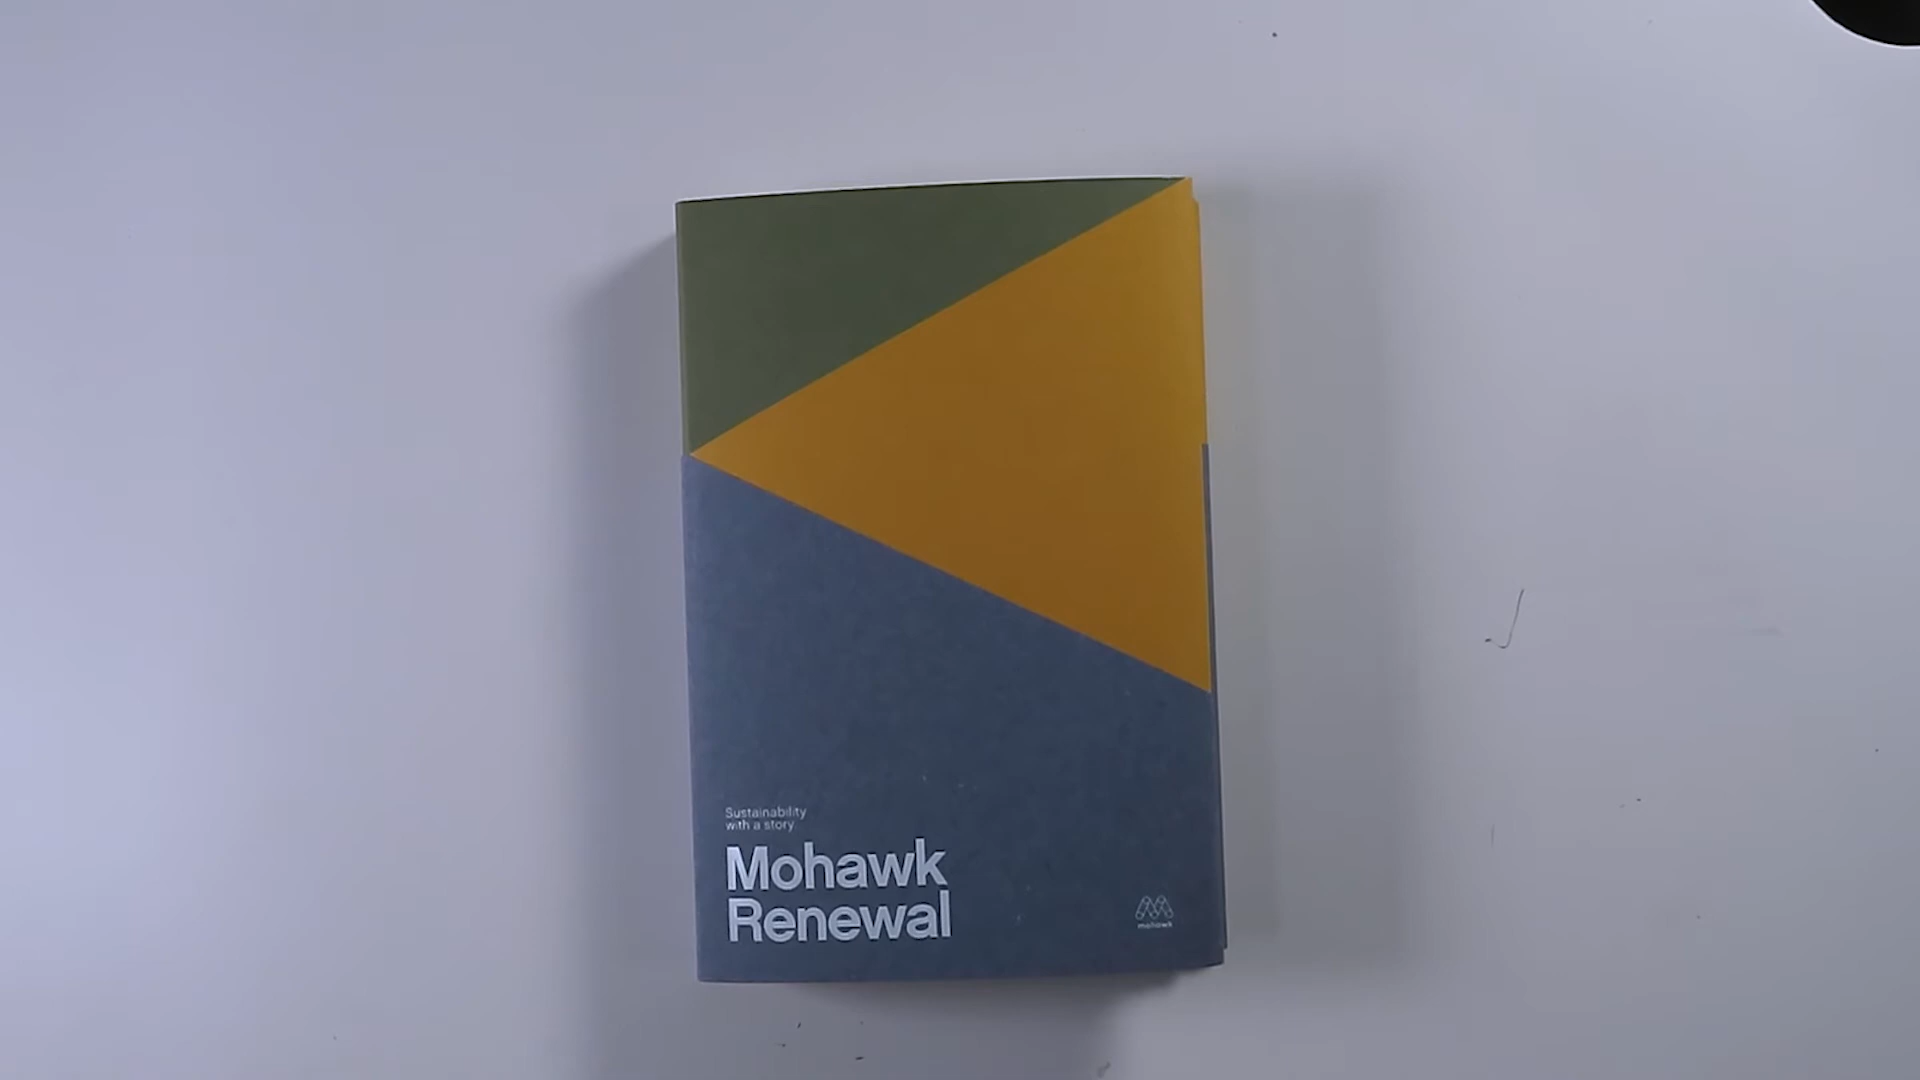 Sustainability
with a story
Mohawk
Renewal
mohawk